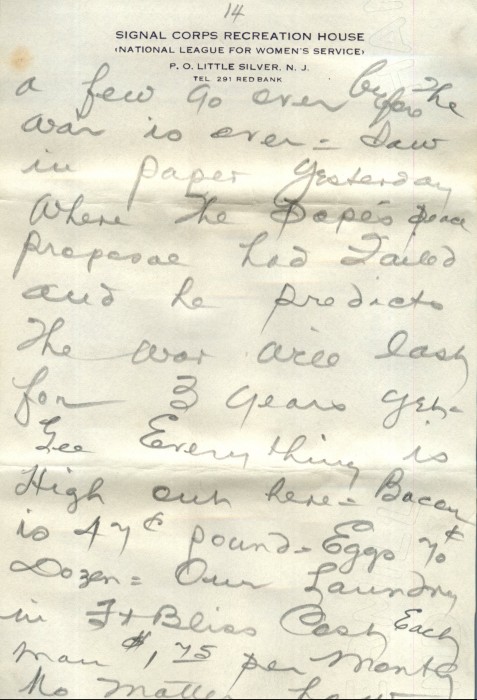 14
SIGNAL CORPS RECREATION HOUSE
(NATIONAL LEAGUE FOR WOMEN'S SERVICE)
P. O. LITTLE SILVER, N. J.
TEL. 291 RED BANK
a few go over before The
war is over = Saw
in paper yesterday
Where The Pope's peace
proposal had Failed
and he predicts
The war will last
for 3 years yet-
Gee Everything is
High out here = Bacon
is 47¢ pound - Eggs 70¢
Dozen = Our Laundry
in Ft Bliss Cost Each
man $1,75 per month
No matter how